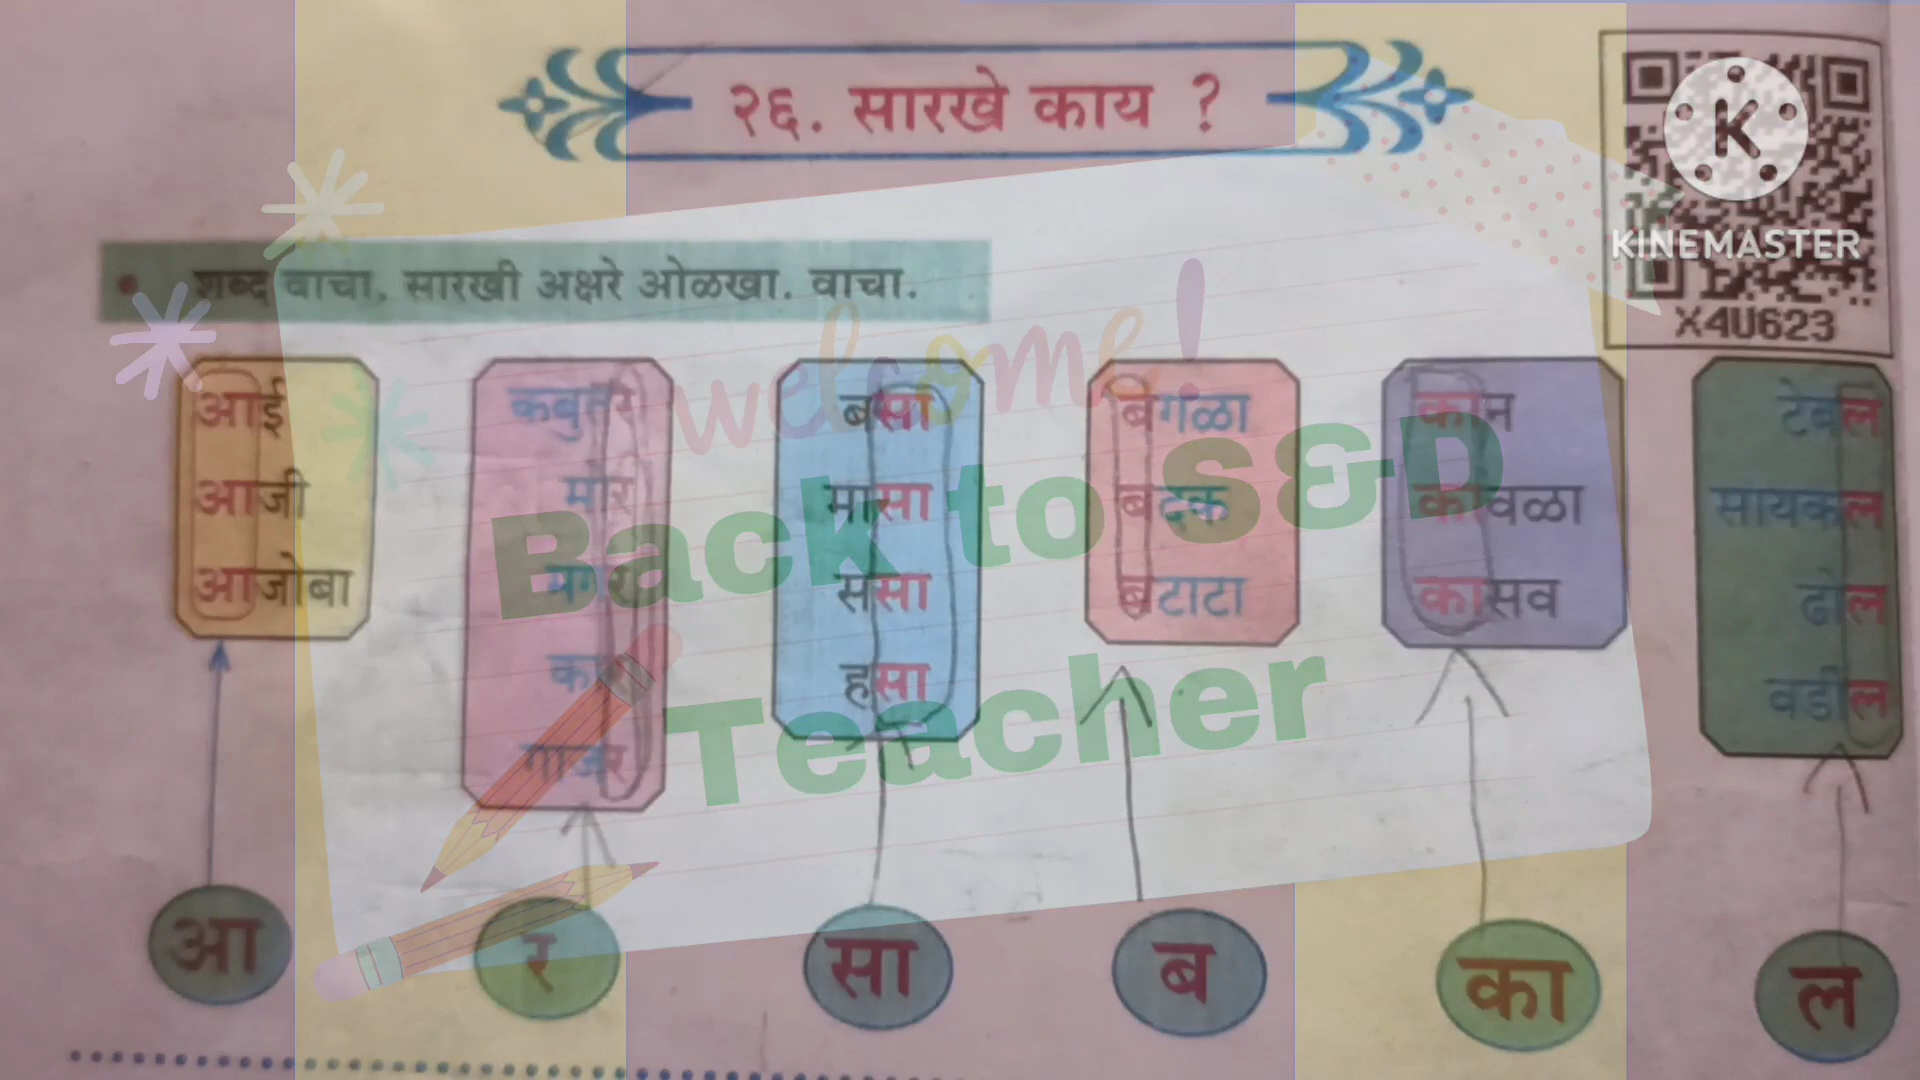 २६. सारखे काय ?
KINEMASTER
X4U623
शब्द वाचा. सारखी अक्षरे ओळखा. वाचा.
welcome!
Back to S&D
Teacher
आई
आजी
आजोबा
कबुतर
मोर
मगर
कार
गाजर
बसा
मासा
ससा
हसा
बगळा
बदक
बटाटा
कान
कावळा
कासव
टेबल
सायकल
ढोल
वडील
आ
र
सा
ब
का
ल